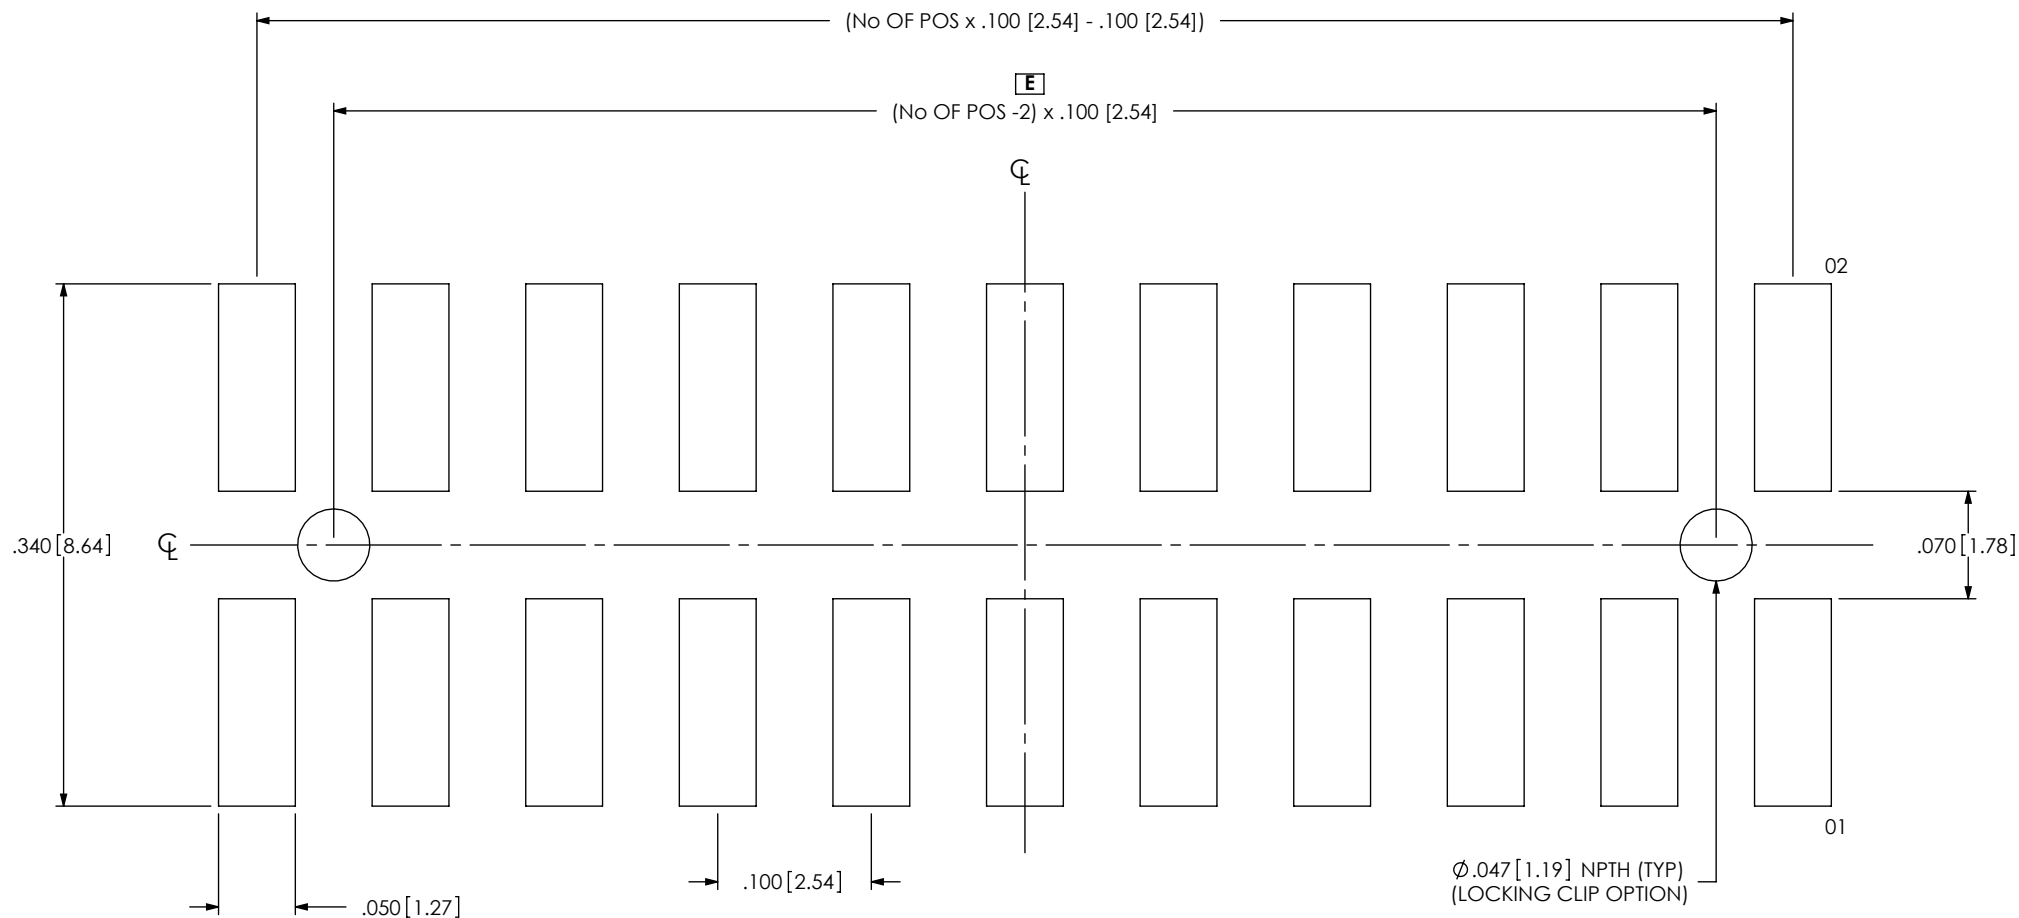 (No OF POS x .100 [2.54] - .100 [2.54])
E
(No OF POS -2) x .100 [2.54]
℄
02
.340 [8.64]
℄
.070 [1.78]
01
.100 [2.54]
Ø .047 [1.19] NPTH (TYP)
(LOCKING CLIP OPTION)
.050 [1.27]